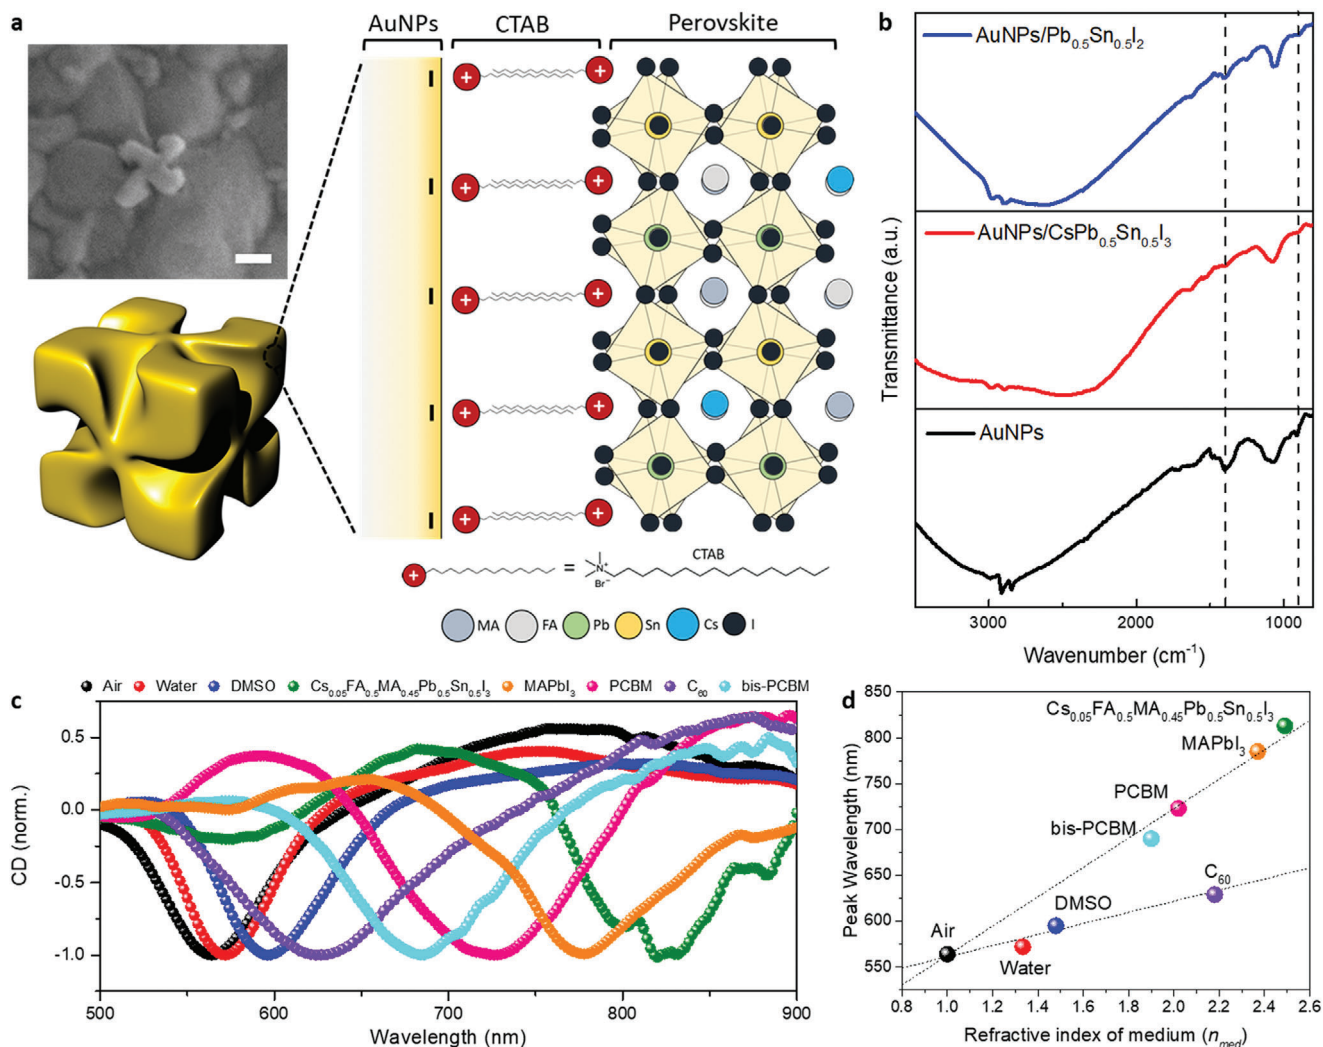 a
AuNPs CTAB Perovskite
+ +
+ +
+ +
+ +
+ +
+ = N+ Br− CTAB
MA FA Pb Sn Cs I
b
AuNPs/Pb0.5Sn0.5I2
AuNPs/CsPb0.5Sn0.5I3
AuNPs
Transmittance (a.u.)
3000 2000 1000
Wavenumber (cm-1)
c
Air Water DMSO Cs0.05FA0.5MA0.45Pb0.5Sn0.5I3 MAPbI3 PCBM C60 bis-PCBM
CD (norm.)
0.5
0.0
-0.5
-1.0
500 600 700 800 900
Wavelength (nm)
d
Peak Wavelength (nm)
850
800
750
700
650
600
550
Cs0.05FA0.5MA0.45Pb0.5Sn0.5I3
MAPbI3
PCBM
bis-PCBM
C60
DMSO
Air
Water
0.8 1.0 1.2 1.4 1.6 1.8 2.0 2.2 2.4 2.6
Refractive index of medium (nmed)